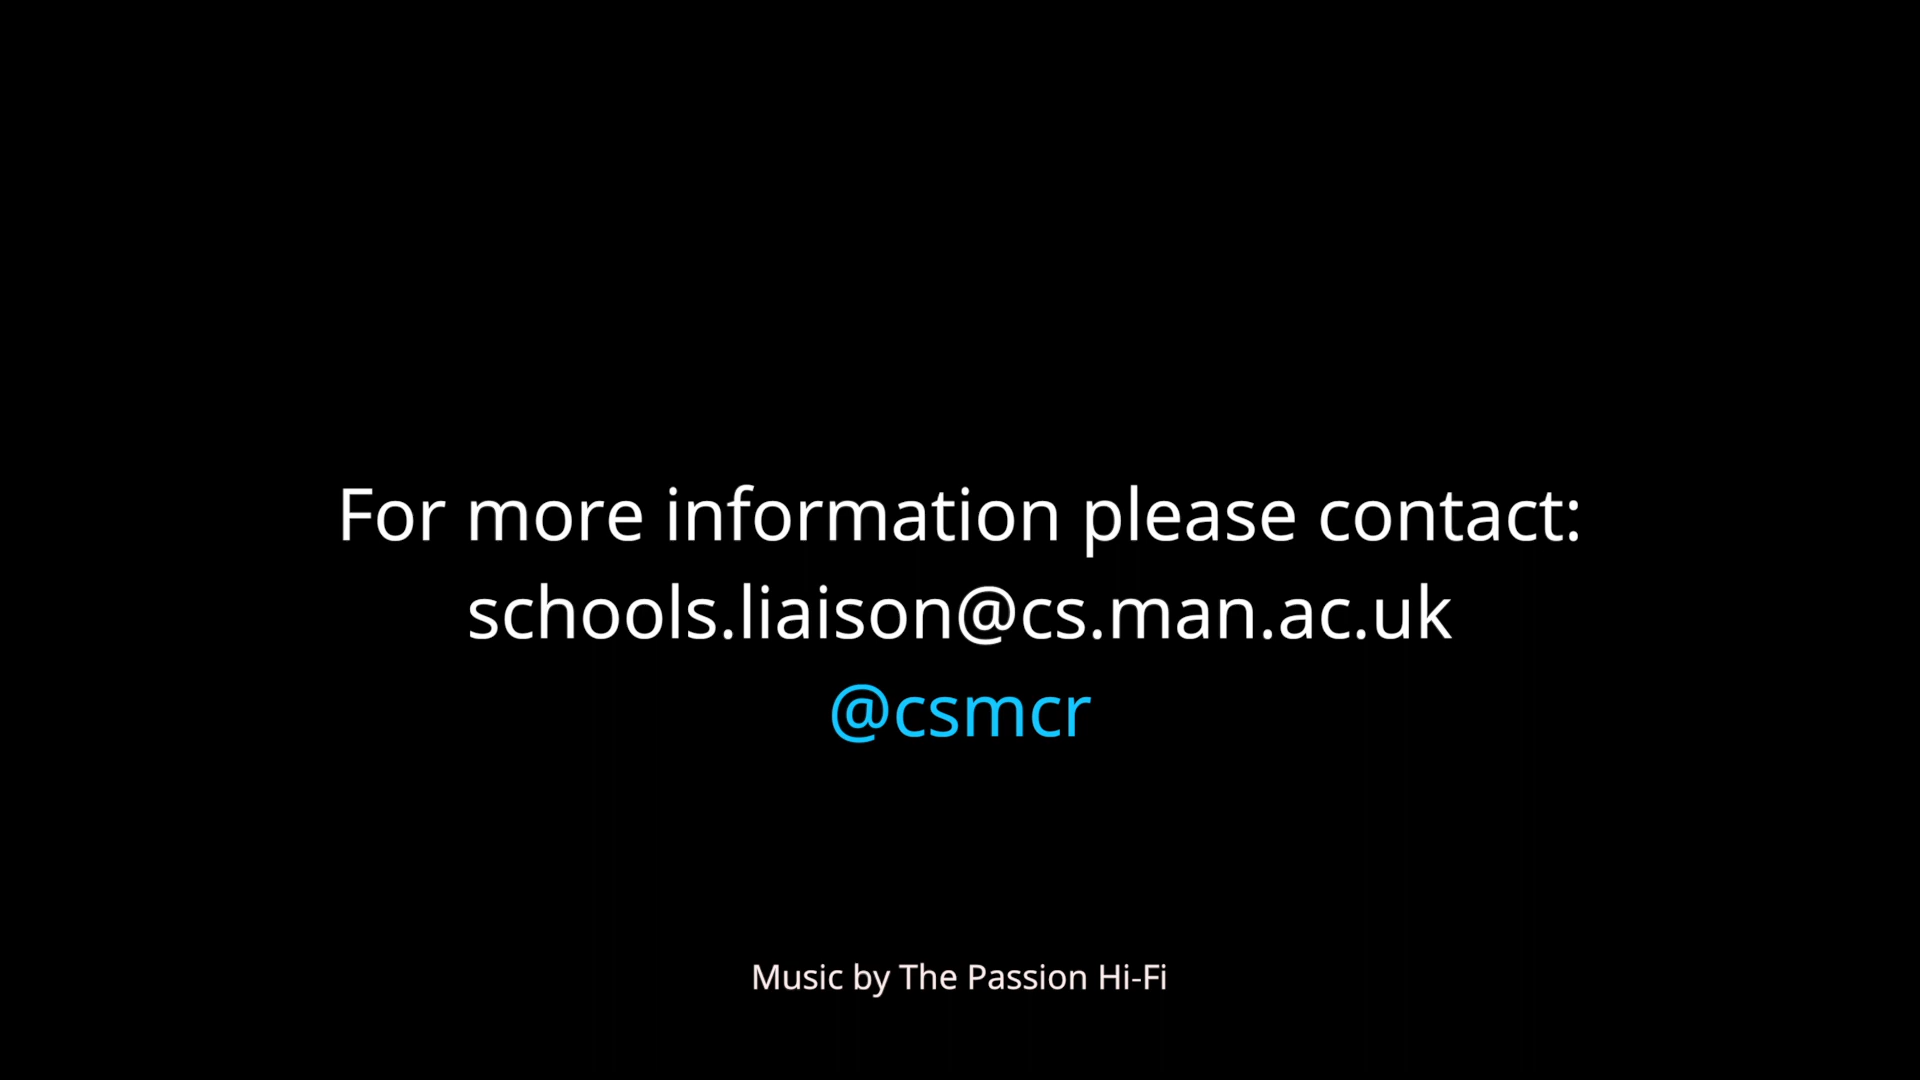 For more information please contact:
schools.liaison@cs.man.ac.uk
@csmcr
Music by The Passion Hi-Fi